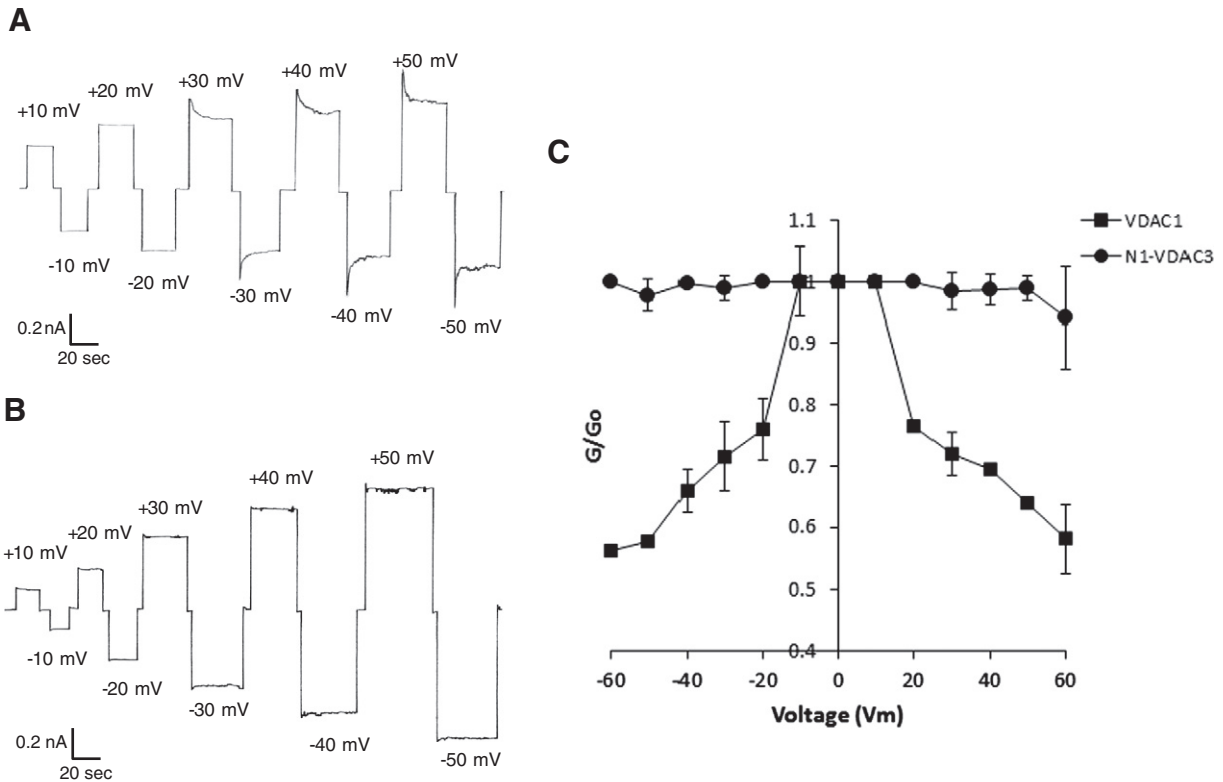 A
+10 mV
+20 mV
+30 mV
+40 mV
+50 mV
-10 mV
-20 mV
-30 mV
-40 mV
-50 mV
0.2 nA
20 sec
B
+10 mV
+20 mV
+30 mV
+40 mV
+50 mV
-10 mV
-20 mV
-30 mV
-40 mV
-50 mV
0.2 nA
20 sec
C
VDAC1
N1-VDAC3
1.1
1
0.9
0.8
0.7
0.6
0.5
0.4
G/Go
-60
-40
-20
0
20
40
60
Voltage (Vm)